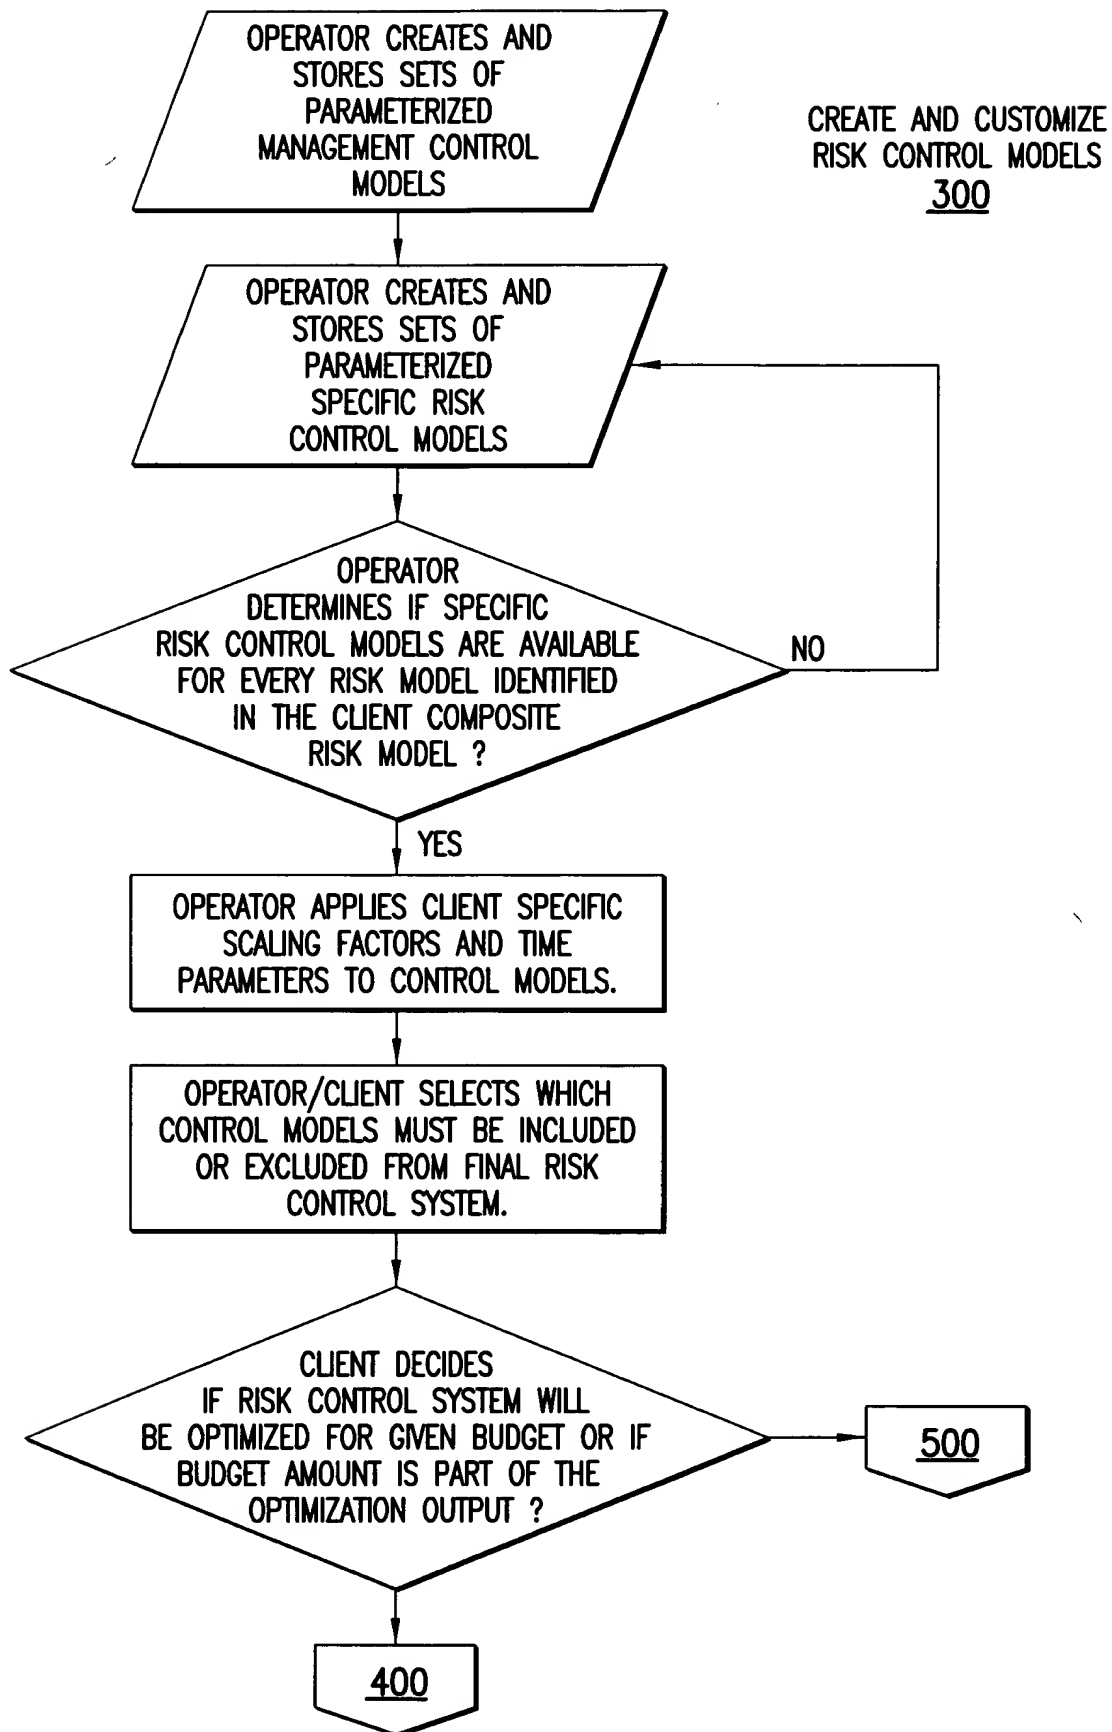 OPERATOR CREATES AND
STORES SETS OF
PARAMETERIZED
MANAGEMENT CONTROL
MODELS
CREATE AND CUSTOMIZE
RISK CONTROL MODELS
300
OPERATOR CREATES AND
STORES SETS OF
PARAMETERIZED
SPECIFIC RISK
CONTROL MODELS
OPERATOR
DETERMINES IF SPECIFIC
RISK CONTROL MODELS ARE AVAILABLE
FOR EVERY RISK MODEL IDENTIFIED
IN THE CLIENT COMPOSITE
RISK MODEL ?
NO
YES
OPERATOR APPLIES CLIENT SPECIFIC
SCALING FACTORS AND TIME
PARAMETERS TO CONTROL MODELS.
OPERATOR/CLIENT SELECTS WHICH
CONTROL MODELS MUST BE INCLUDED
OR EXCLUDED FROM FINAL RISK
CONTROL SYSTEM.
CLIENT DECIDES
IF RISK CONTROL SYSTEM WILL
BE OPTIMIZED FOR GIVEN BUDGET OR IF
BUDGET AMOUNT IS PART OF THE
OPTIMIZATION OUTPUT ?
500
400